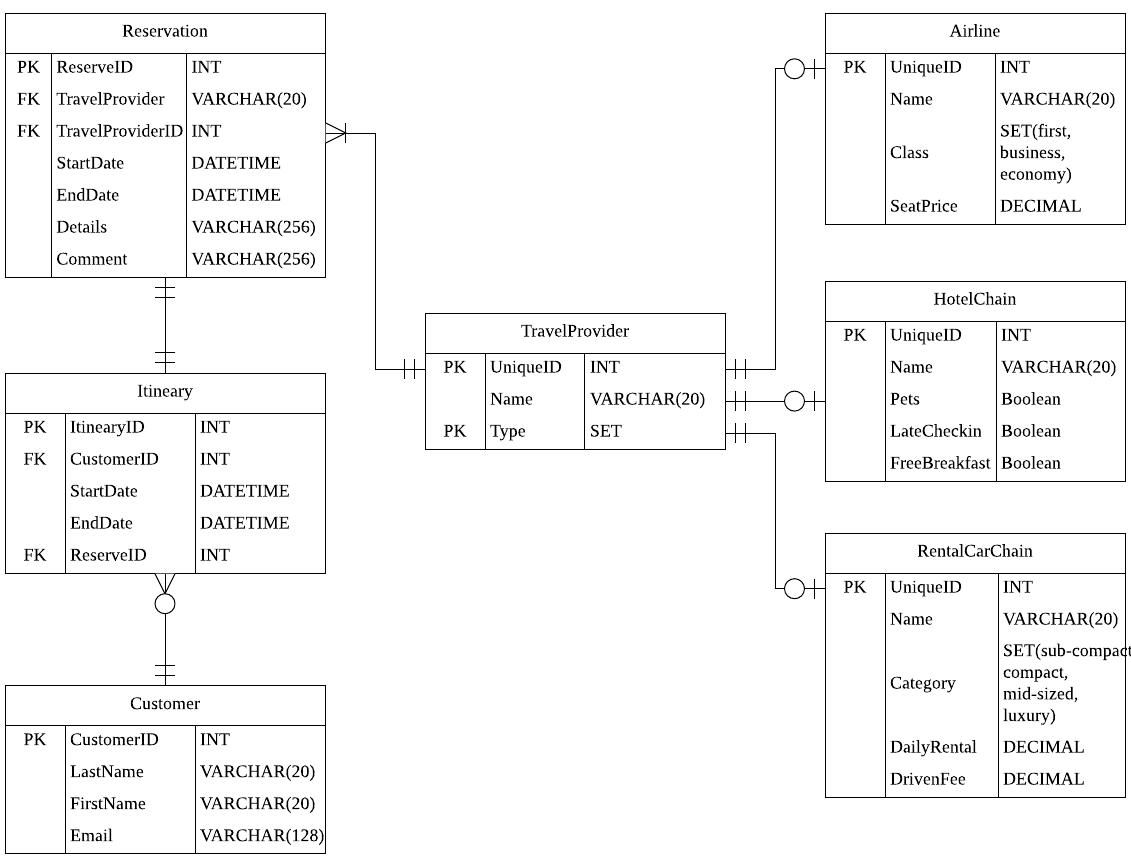 Reservation
PK ReserveID INT
FK TravelProvider VARCHAR(20)
FK TravelProviderID INT
StartDate DATETIME
EndDate DATETIME
Details VARCHAR(256)
Comment VARCHAR(256)
Itineary
PK ItinearyID INT
FK CustomerID INT
StartDate DATETIME
EndDate DATETIME
FK ReserveID INT
Customer
PK CustomerID INT
LastName VARCHAR(20)
FirstName VARCHAR(20)
Email VARCHAR(128)
TravelProvider
PK UniqueID INT
Name VARCHAR(20)
PK Type SET
Airline
PK UniqueID INT
Name VARCHAR(20)
Class SET(first,
business,
economy)
SeatPrice DECIMAL
HotelChain
PK UniqueID INT
Name VARCHAR(20)
Pets Boolean
LateCheckin Boolean
FreeBreakfast Boolean
RentalCarChain
PK UniqueID INT
Name VARCHAR(20)
Category SET(sub-compact
compact,
mid-sized,
luxury)
DailyRental DECIMAL
DrivenFee DECIMAL